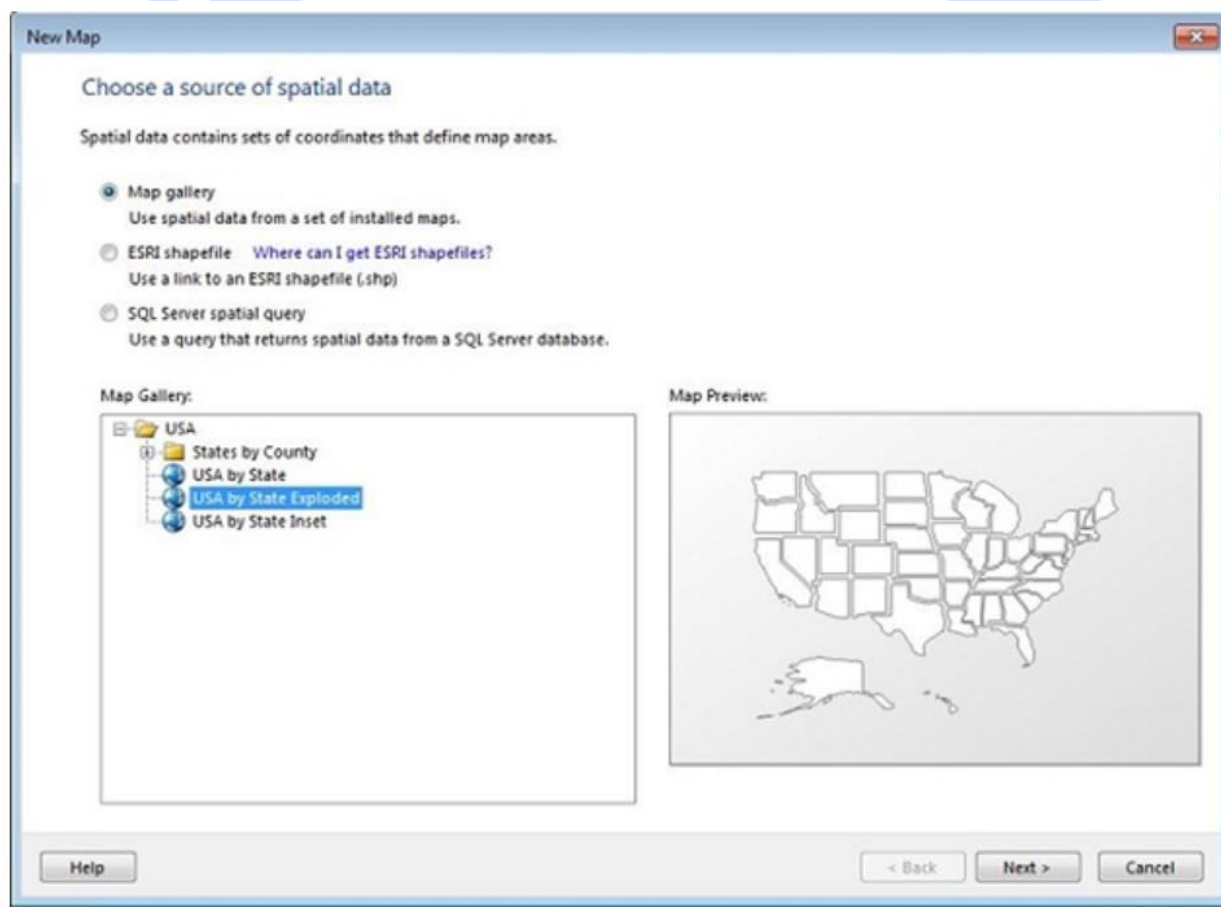 New Map
Choose a source of spatial data
Spatial data contains sets of coordinates that define map areas.
Map gallery
Use spatial data from a set of installed maps.
ESRI shapefile Where can I get ESRI shapefiles?
Use a link to an ESRI shapefile (.shp)
SQL Server spatial query
Use a query that returns spatial data from a SQL Server database.
Map Gallery:
USA
States by County
USA by State
USA by State Exploded
USA by State Inset
Map Preview:
Help
< Back
Next >
Cancel